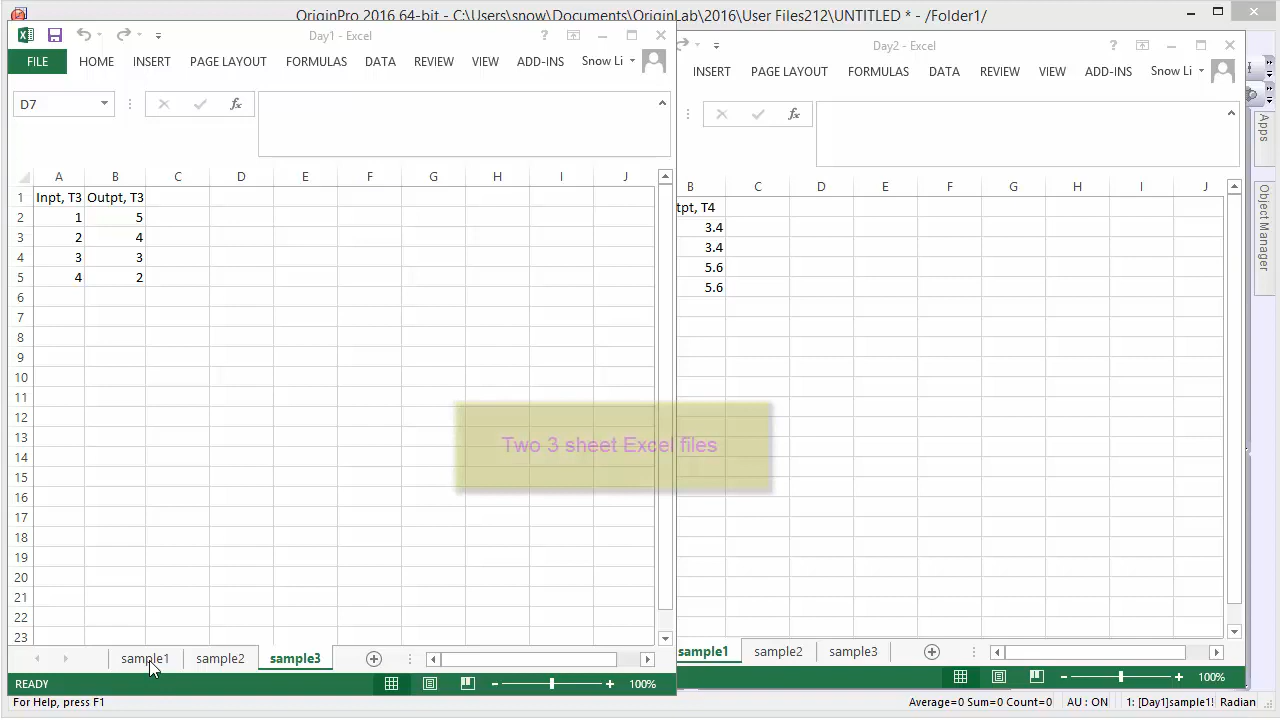 OriginPro 2016 64-bit - C:\Users\snow\Documents\OriginLab\2016\User Files212\UNTITLED * - /Folder1/
Day1 - Excel
?
FILE HOME INSERT PAGE LAYOUT FORMULAS DATA REVIEW VIEW ADD-INS Snow Li
D7 fx
A B C D E F G H I J
1 Inpt, T3 Outpt, T3
2 1 5
3 2 4
4 3 3
5 4 2
6
7
8
9
10
11
12
13
14
15
16
17
18
19
20
21
22
23
sample1 sample2 sample3
READY 100%
Day2 - Excel
?
INSERT PAGE LAYOUT FORMULAS DATA REVIEW VIEW ADD-INS Snow Li
fx
B C D E F G H I J
tpt, T4
3.4
3.4
5.6
5.6
sample1 sample2 sample3
100%
Two 3 sheet Excel files
Apps
Object Manager
For Help, press F1 Average=0 Sum=0 Count=0 AU : ON 1: [Day1]sample1! Radian